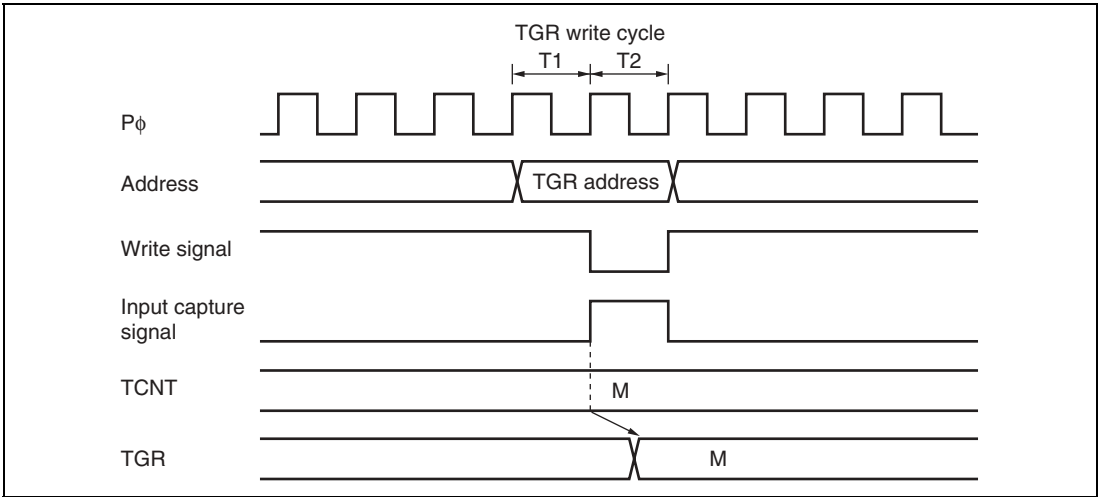 TGR write cycle
T1 T2
Pϕ
Address TGR address
Write signal
Input capture
signal
TCNT M
TGR M